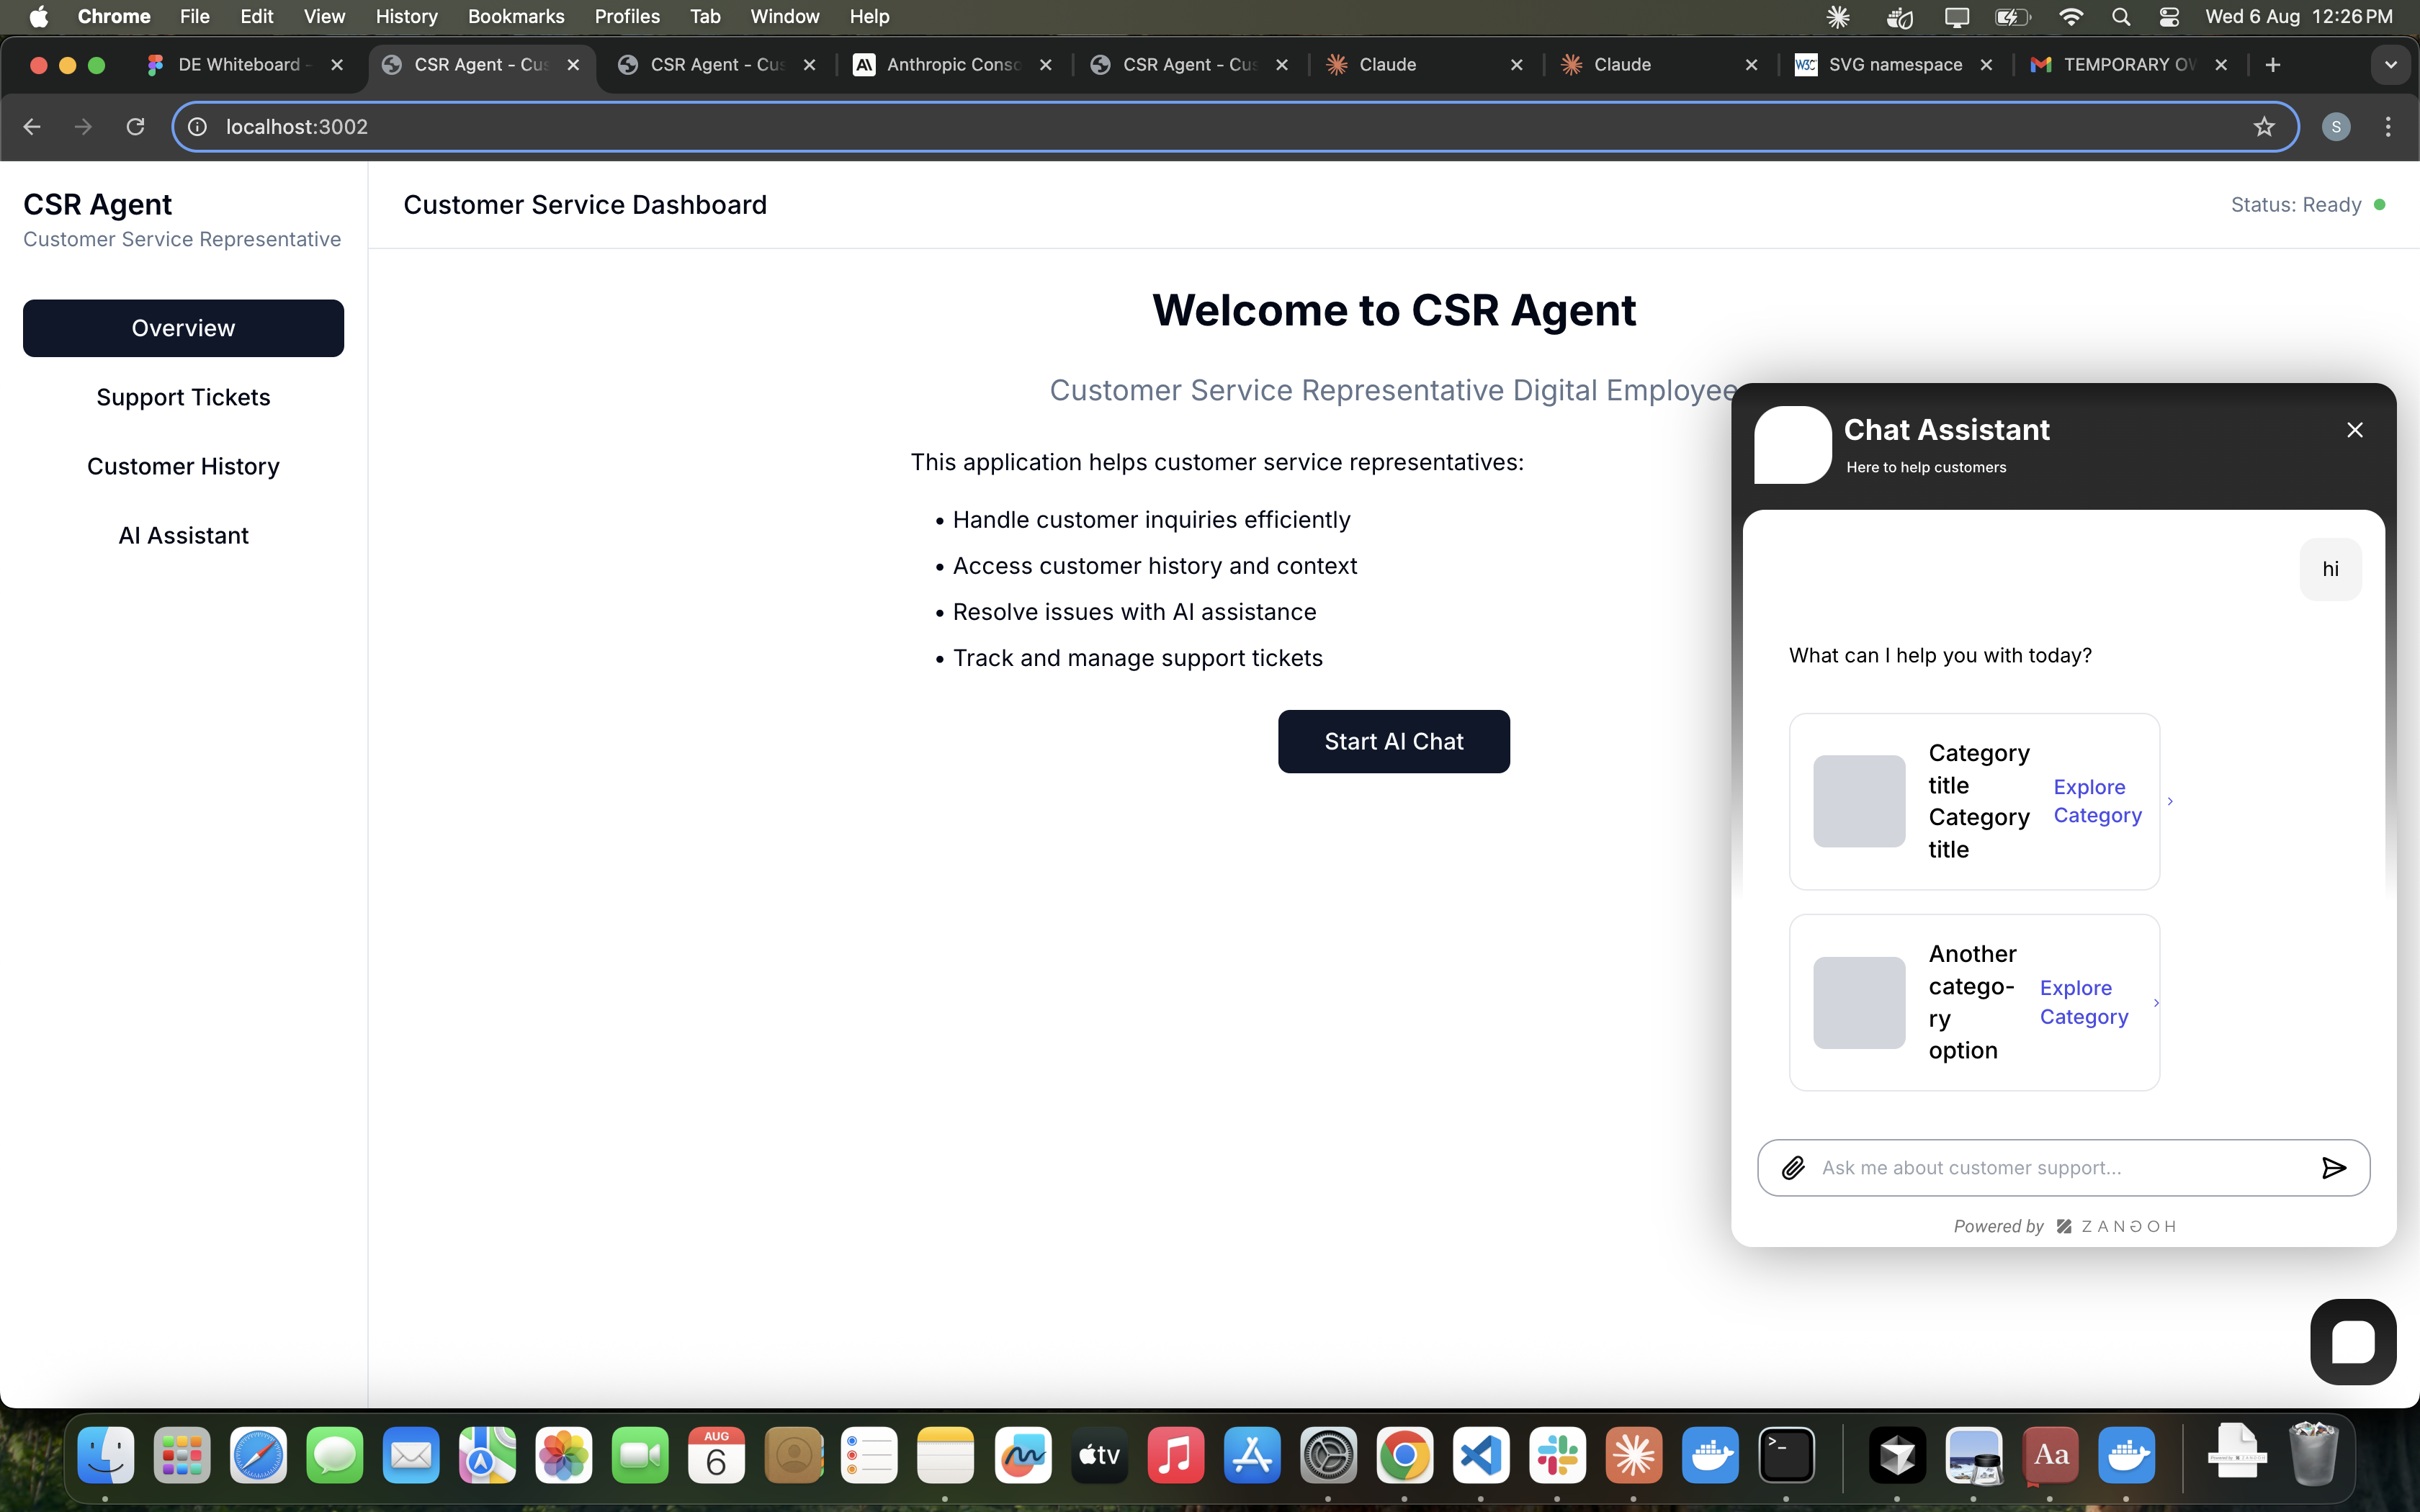 Chrome File Edit View History Bookmarks Profiles Tab Window Help Wed 6 Aug 12:26 PM
DE Whiteboard - CSR Agent - Cus CSR Agent - Cus Anthropic Conso CSR Agent - Cus Claude Claude SVG namespace TEMPORARY OV
localhost:3002 S
CSR Agent
Customer Service Representative
Overview
Support Tickets
Customer History
AI Assistant
Customer Service Dashboard
Status: Ready
Welcome to CSR Agent
Customer Service Representative Digital Employee
This application helps customer service representatives:
• Handle customer inquiries efficiently
• Access customer history and context
• Resolve issues with AI assistance
• Track and manage support tickets
Start AI Chat
Chat Assistant
Here to help customers
hi
What can I help you with today?
Category
title
Category
title
Explore
Category
Another
catego-
ry
option
Explore
Category
Ask me about customer support...
Powered by ZANGOH
AUG
6
tv
Aa